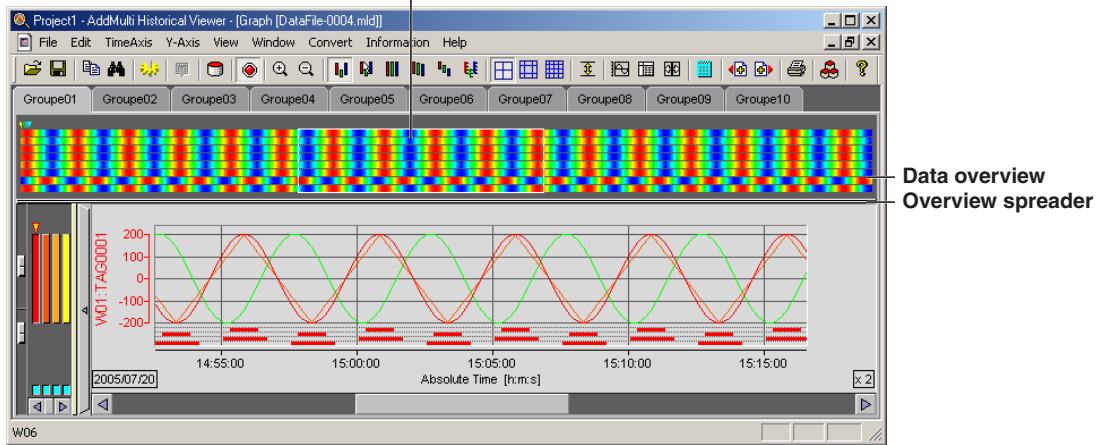 Project1 - AddMulti Historical Viewer - [Graph [DataFile-0004.mld]]
File Edit TimeAxis Y-Axis View Window Convert Information Help
Groupe01 Groupe02 Groupe03 Groupe04 Groupe05 Groupe06 Groupe07 Groupe08 Groupe09 Groupe10
Data overview
Overview spreader
W01:TAG0001
200
100
0
-100
-200
14:55:00 15:00:00 15:05:00 15:10:00 15:15:00
2005/07/20 Absolute Time [h:m:s] x 2
W06